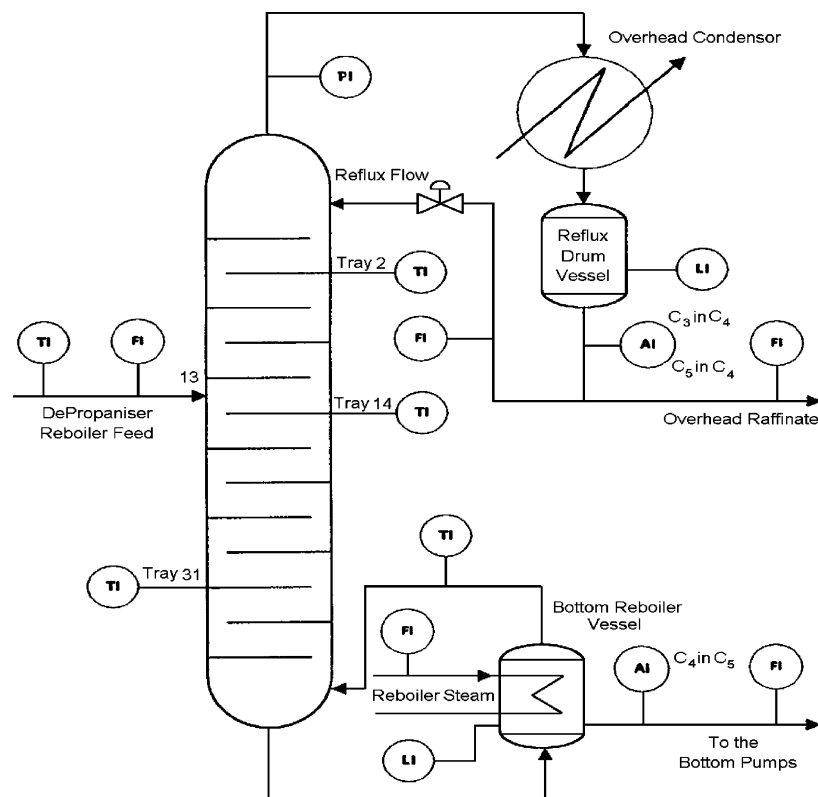 Overhead Condensor
PI
Reflux Flow
Reflux
Drum
Vessel
LI
Tray 2
TI
C3 in C4
AI
C5 in C4
FI
FI
TI
FI
13
Tray 14
TI
DePropaniser
Reboiler Feed
Overhead Raffinate
TI
Tray 31
TI
Bottom Reboiler
Vessel
FI
Reboiler Steam
AI
C4 in C5
FI
LI
To the
Bottom Pumps